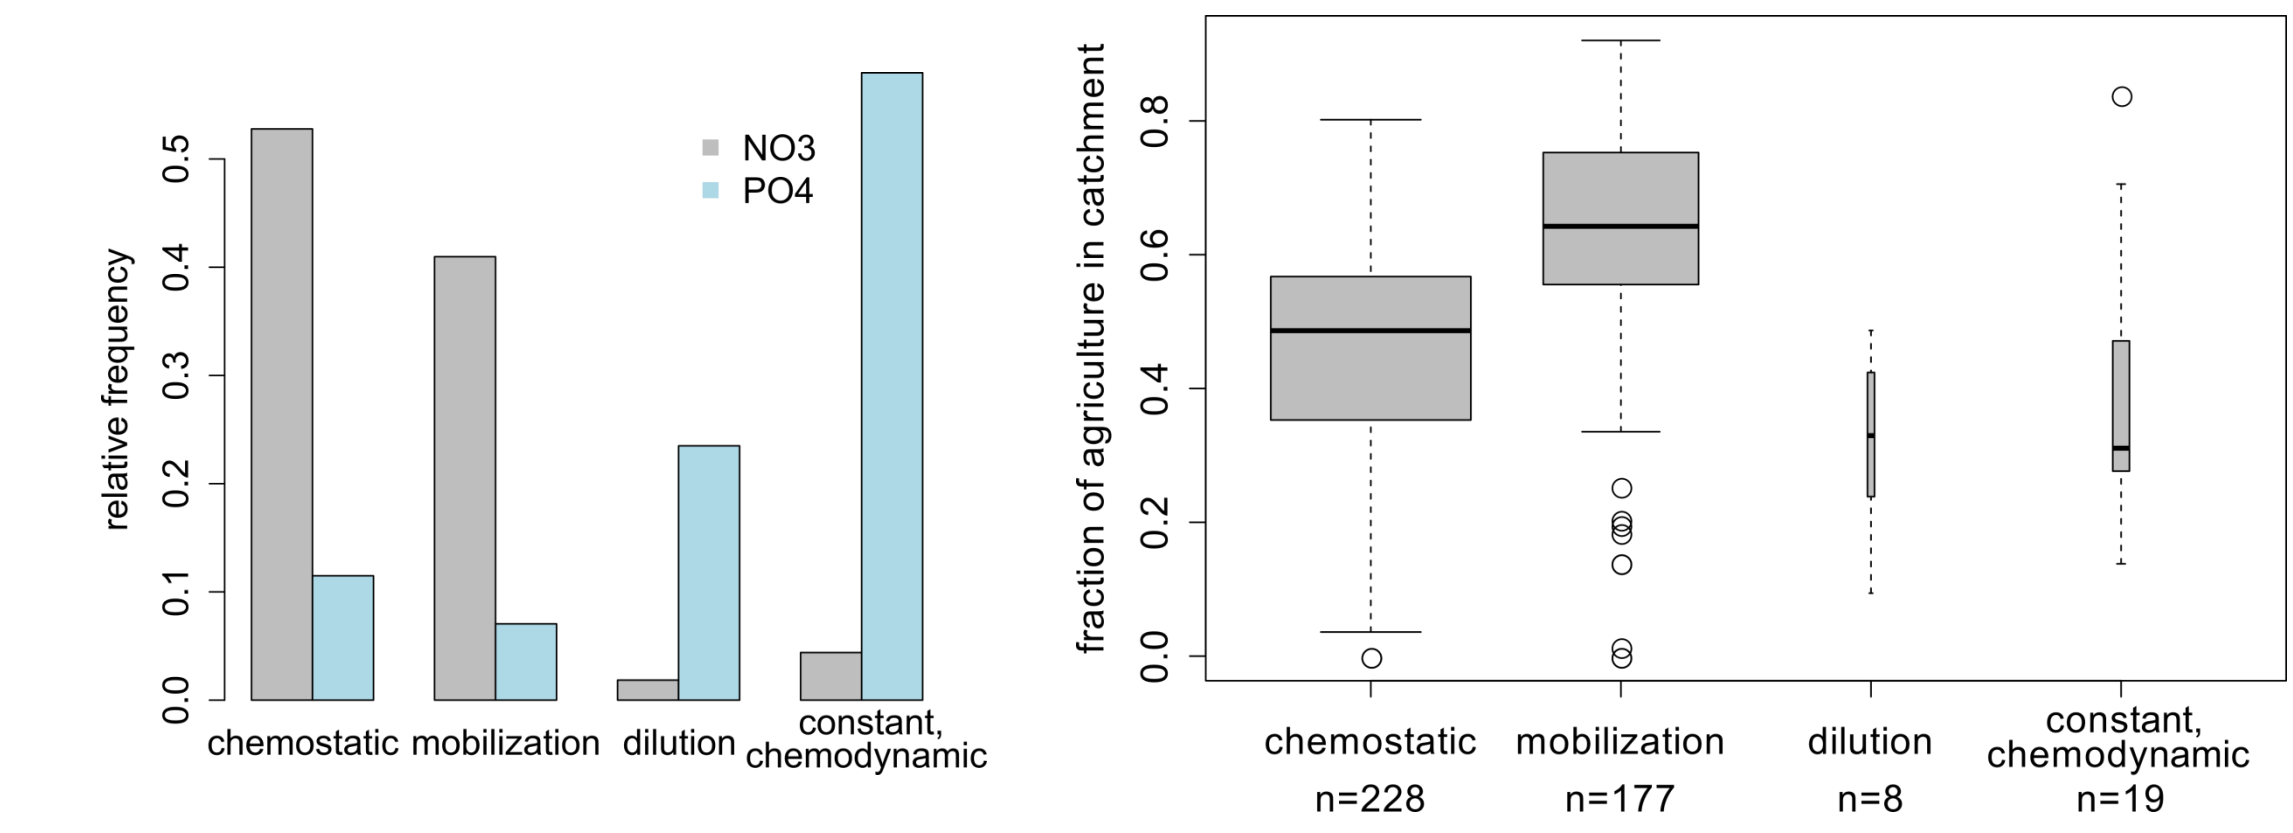 relative frequency
0.5
0.4
0.3
0.2
0.1
0.0
NO3
PO4
chemostatic
mobilization
dilution
constant,
chemodynamic
fraction of agriculture in catchment
0.8
0.6
0.4
0.2
0.0
chemostatic
mobilization
dilution
constant,
chemodynamic
n=228
n=177
n=8
n=19